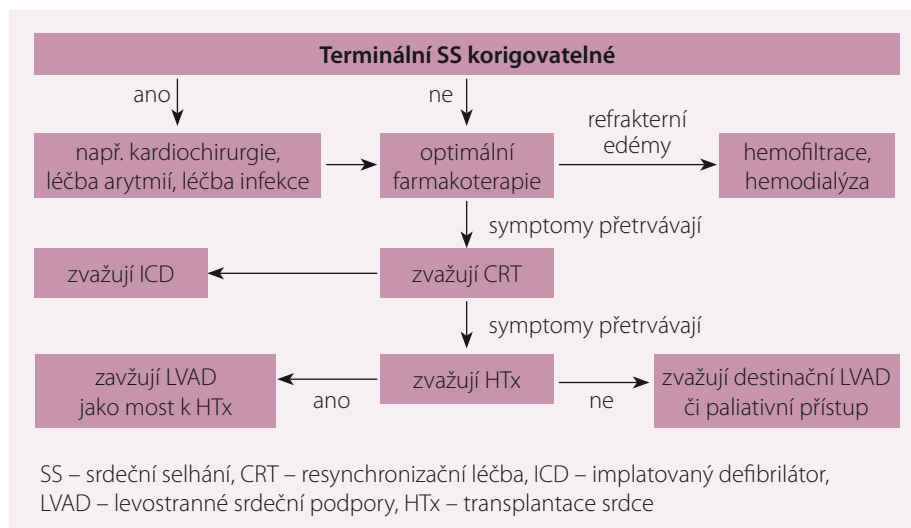 Terminální SS korigovatelné
ano
ne
např. kardiochirurgie,
léčba arytmií, léčba infekce
optimální
farmakoterapie
refrakterní
edémy
hemofiltrace,
hemodialýza
symptomy přetrvávají
zvažují ICD
zvažují CRT
symptomy přetrvávají
zavžují LVAD
jako most k HTx
ano
zvažují HTx
ne
zvažují destinační LVAD
či paliativní přístup
SS – srdeční selhání, CRT – resynchronizační léčba, ICD – implatovaný defibrilátor,
LVAD – levostranné srdeční podpory, HTx – transplantace srdce